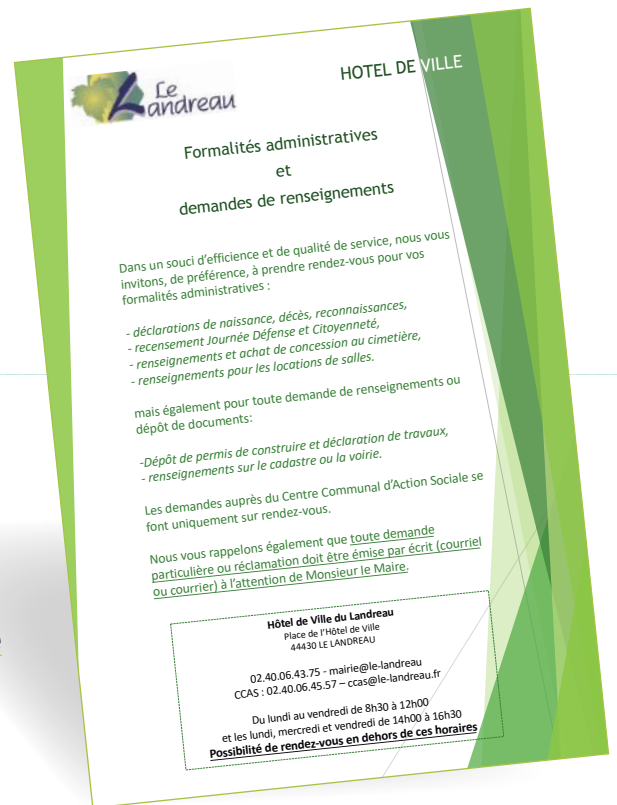 Le
Landreau
HOTEL DE VILLE
Formalités administratives
et
demandes de renseignements
Dans un souci d'efficience et de qualité de service, nous vous
invitons, de préférence, à prendre rendez-vous pour vos
formalités administratives :
- déclarations de naissance, décès, reconnaissances,
- recensement Journée Défense et Citoyenneté,
- renseignements et achat de concession au cimetière,
- renseignements pour les locations de salles.
mais également pour toute demande de renseignements ou
dépôt de documents:
-Dépôt de permis de construire et déclaration de travaux,
- renseignements sur le cadastre ou la voirie.
Les demandes auprès du Centre Communal d'Action Sociale se
font uniquement sur rendez-vous.
Nous vous rappelons également que toute demande
particulière ou réclamation doit être émise par écrit (courriel
ou courrier) à l'attention de Monsieur le Maire.
Hôtel de Ville du Landreau
Place de l'Hôtel de Ville
44430 LE LANDREAU
02.40.06.43.75 - mairie@le-landreau
CCAS : 02.40.06.45.57 – ccas@le-landreau.fr
Du lundi au vendredi de 8h30 à 12h00
et les lundi, mercredi et vendredi de 14h00 à 16h30
Possibilité de rendez-vous en dehors de ces horaires